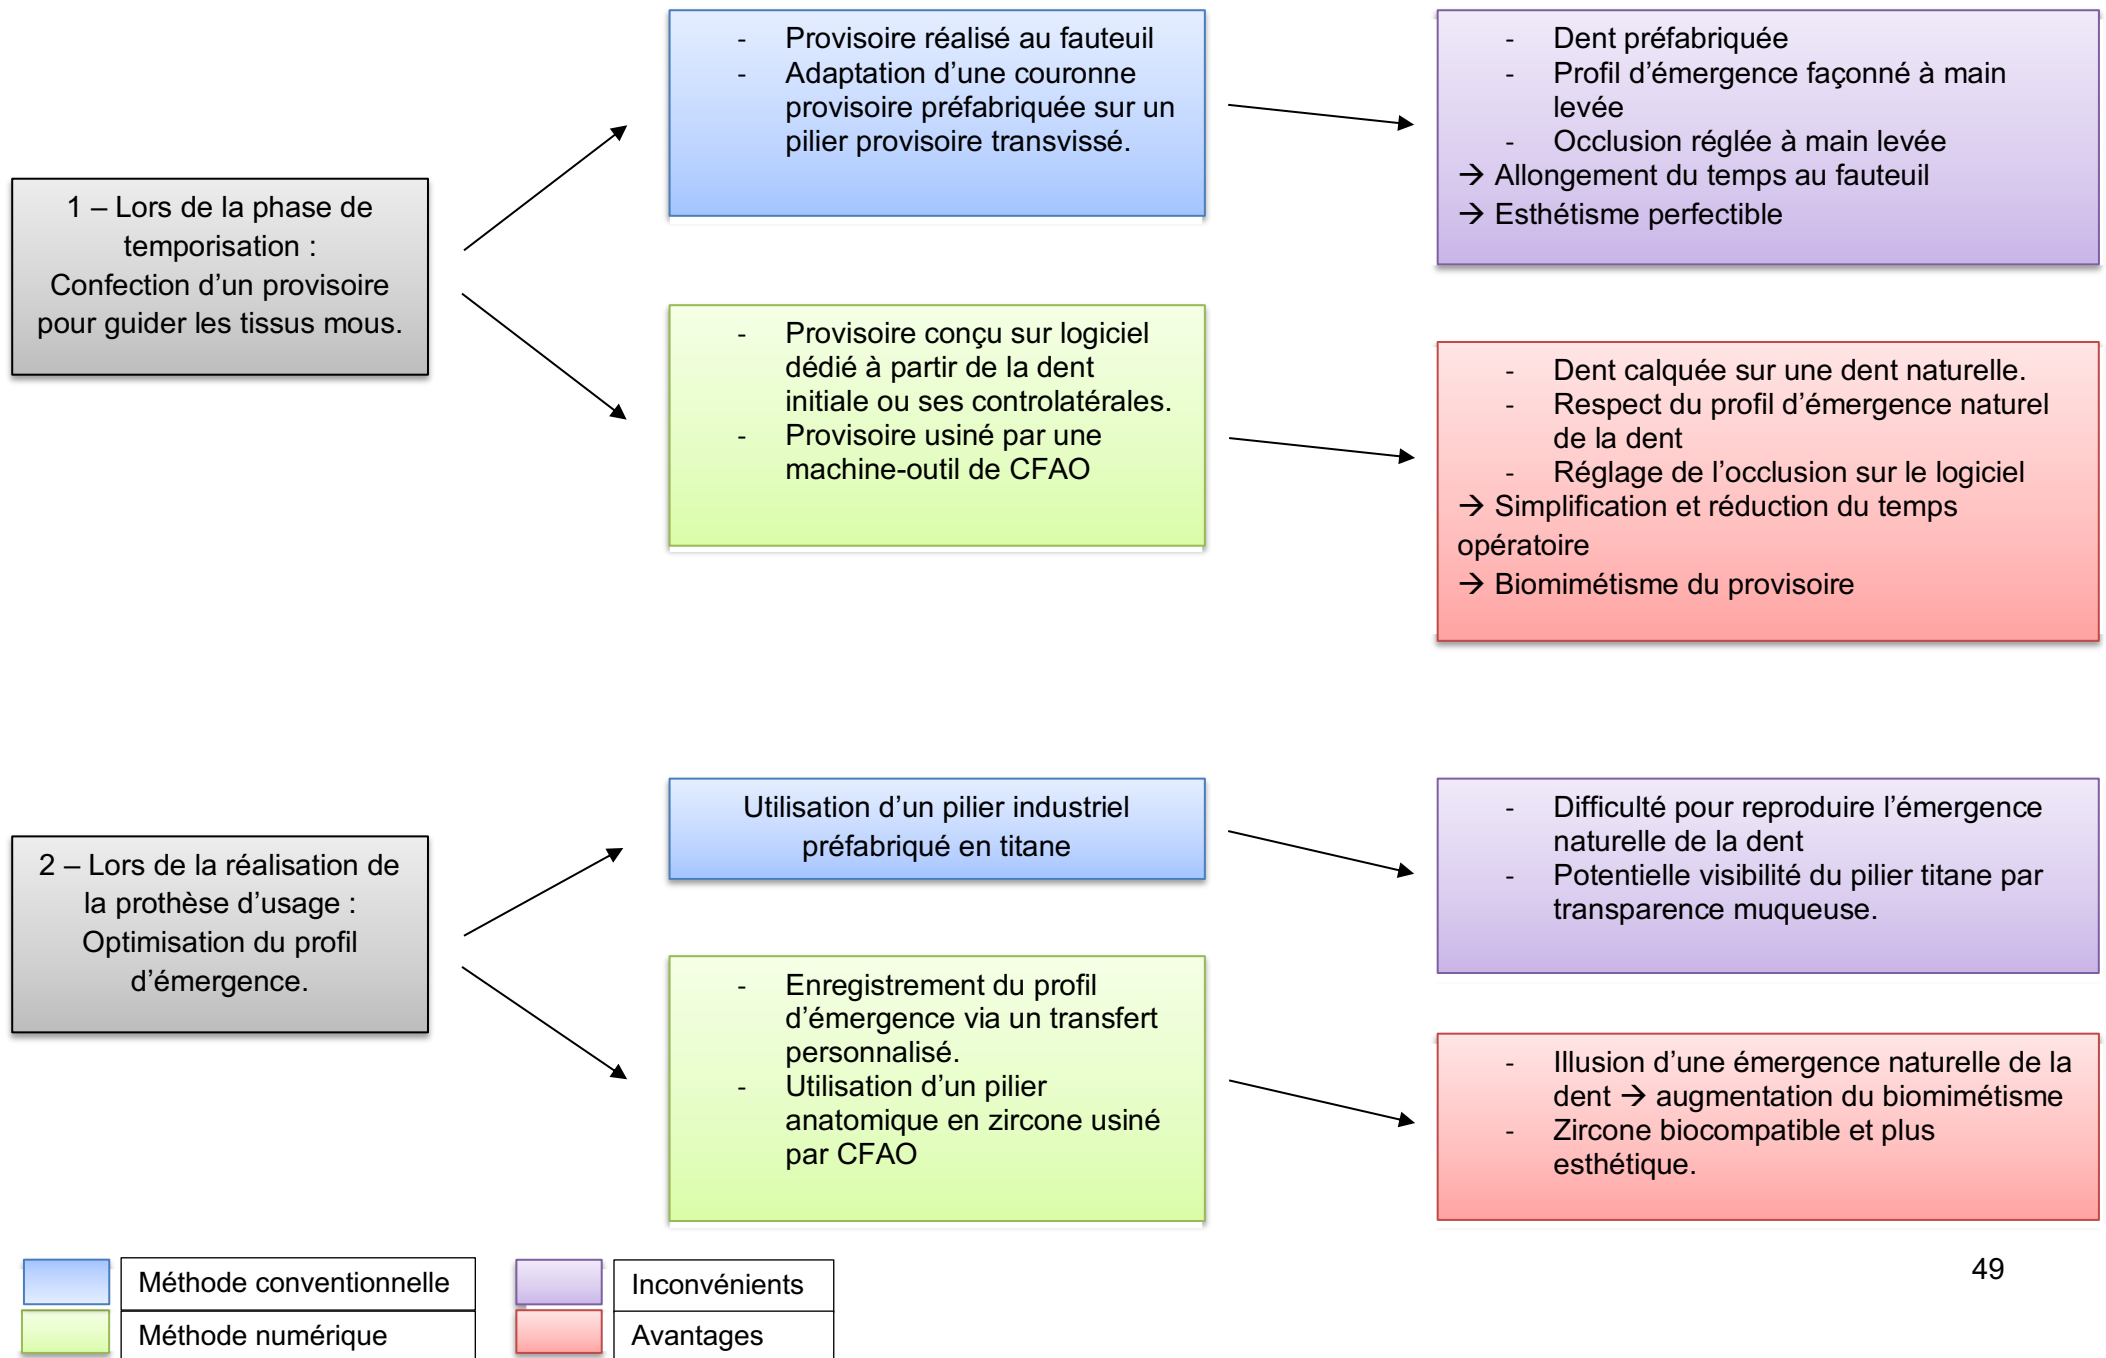 1 – Lors de la phase de
temporisation :
Confection d’un provisoire
pour guider les tissus mous.
- Provisoire réalisé au fauteuil
- Adaptation d’une couronne
provisoire préfabriquée sur un
pilier provisoire transvissé.
- Dent préfabriquée
- Profil d’émergence façonné à main
levée
- Occlusion réglée à main levée
→ Allongement du temps au fauteuil
→ Esthétisme perfectible
- Provisoire conçu sur logiciel
dédié à partir de la dent
initiale ou ses controlatérales.
- Provisoire usiné par une
machine-outil de CFAO
- Dent calquée sur une dent naturelle.
- Respect du profil d’émergence naturel
de la dent
- Réglage de l’occlusion sur le logiciel
→ Simplification et réduction du temps
opératoire
→ Biomimétisme du provisoire
2 – Lors de la réalisation de
la prothèse d’usage :
Optimisation du profil
d’émergence.
Utilisation d’un pilier industriel
préfabriqué en titane
- Difficulté pour reproduire l’émergence
naturelle de la dent
- Potentielle visibilité du pilier titane par
transparence muqueuse.
- Enregistrement du profil
d’émergence via un transfert
personnalisé.
- Utilisation d’un pilier
anatomique en zircone usiné
par CFAO
- Illusion d’une émergence naturelle de la
dent → augmentation du biomimétisme
- Zircone biocompatible et plus
esthétique.
Méthode conventionnelle
Méthode numérique
Inconvénients
Avantages
49